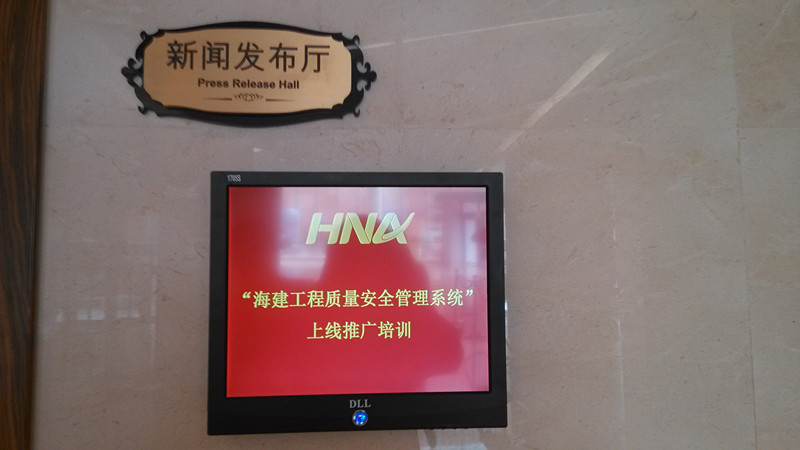 新闻发布厅
Press Release Hall
170SS
HNA
“海建工程质量安全管理系统”
上线推广培训
DLL